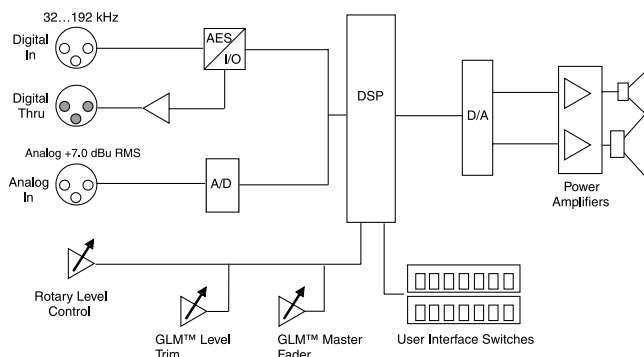 32...192 kHz
Digital
In
AES
I/O
Digital
Thru
DSP
D/A
Analog +7.0 dBu RMS
Analog
In
A/D
Power
Amplifiers
Rotary Level
Control
GLM™ Level
Trim
GLM™ Master
Fader
User Interface Switches